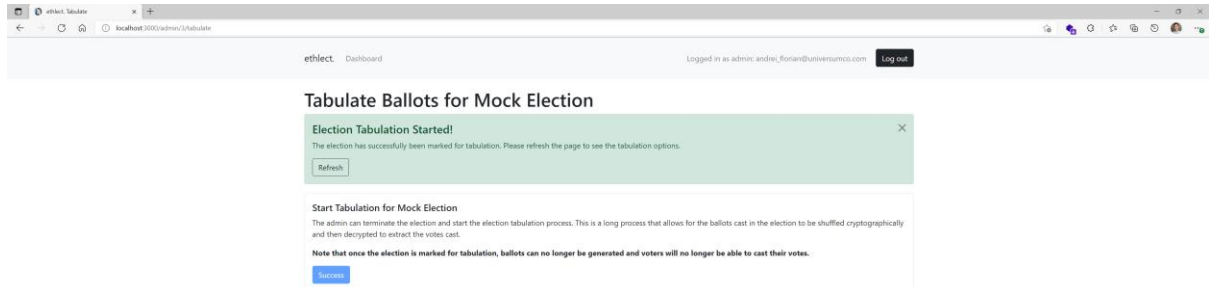 ethlect. Tabulate
localhost:3000/admin/3/tabulate
ethlect. Dashboard Logged in as admin: andrei_florian@universumco.com Log out
Tabulate Ballots for Mock Election
Election Tabulation Started!
The election has successfully been marked for tabulation. Please refresh the page to see the tabulation options.
Refresh
Start Tabulation for Mock Election
The admin can terminate the election and start the election tabulation process. This is a long process that allows for the ballots cast in the election to be shuffled cryptographically
and then decrypted to extract the votes cast.
Note that once the election is marked for tabulation, ballots can no longer be generated and voters will no longer be able to cast their votes.
Success